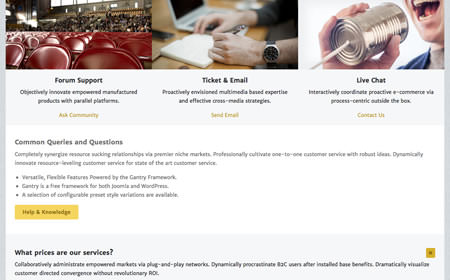 Forum Support
Objectively innovate empowered manufactured
products with parallel platforms.
Ask Community
Ticket & Email
Proactively envisioned multimedia based expertise
and effective cross-media strategies.
Send Email
Live Chat
Interactively coordinate proactive e-commerce via
process-centric outside the box.
Contact Us
Common Queries and Questions
Completely synergize resource sucking relationships via premier niche markets. Professionally cultivate one-to-one customer service with robust ideas. Dynamically
innovate resource-leveling customer service for state of the art customer service.
• Versatile, Flexible Features Powered by the Gantry Framework.
• Gantry is a free framework for both Joomla and WordPress.
• A selection of configurable preset style variations are available.
Help & Knowledge
What prices are our services?
Collaboratively administrate empowered markets via plug-and-play networks. Dynamically procrastinate B2C users after installed base benefits. Dramatically visualize
customer directed convergence without revolutionary ROI.